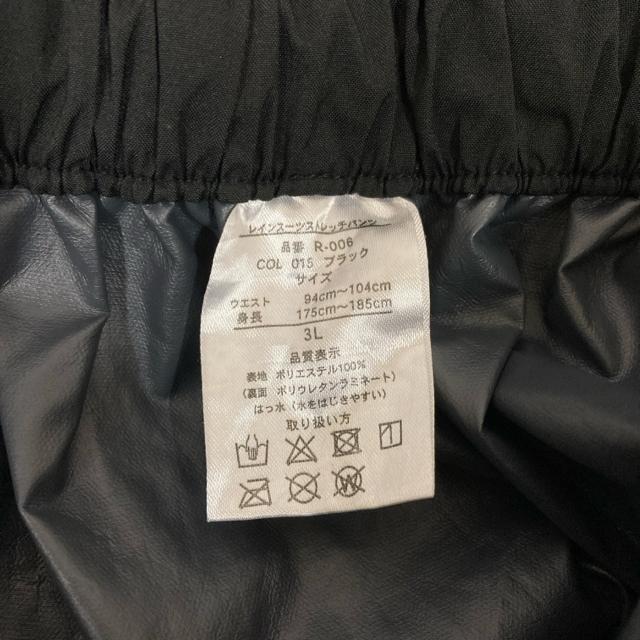 レインスーツストレッチパンツ
品番 R-006
COL 015 ブラック
サイズ
ウエスト 94cm～104cm
身長 175cm～185cm
3L
品質表示
表地 ポリエステル100%
(裏面 ポリウレタンラミネート)
はっ水(水をはじきやすい)
取り扱い方
W